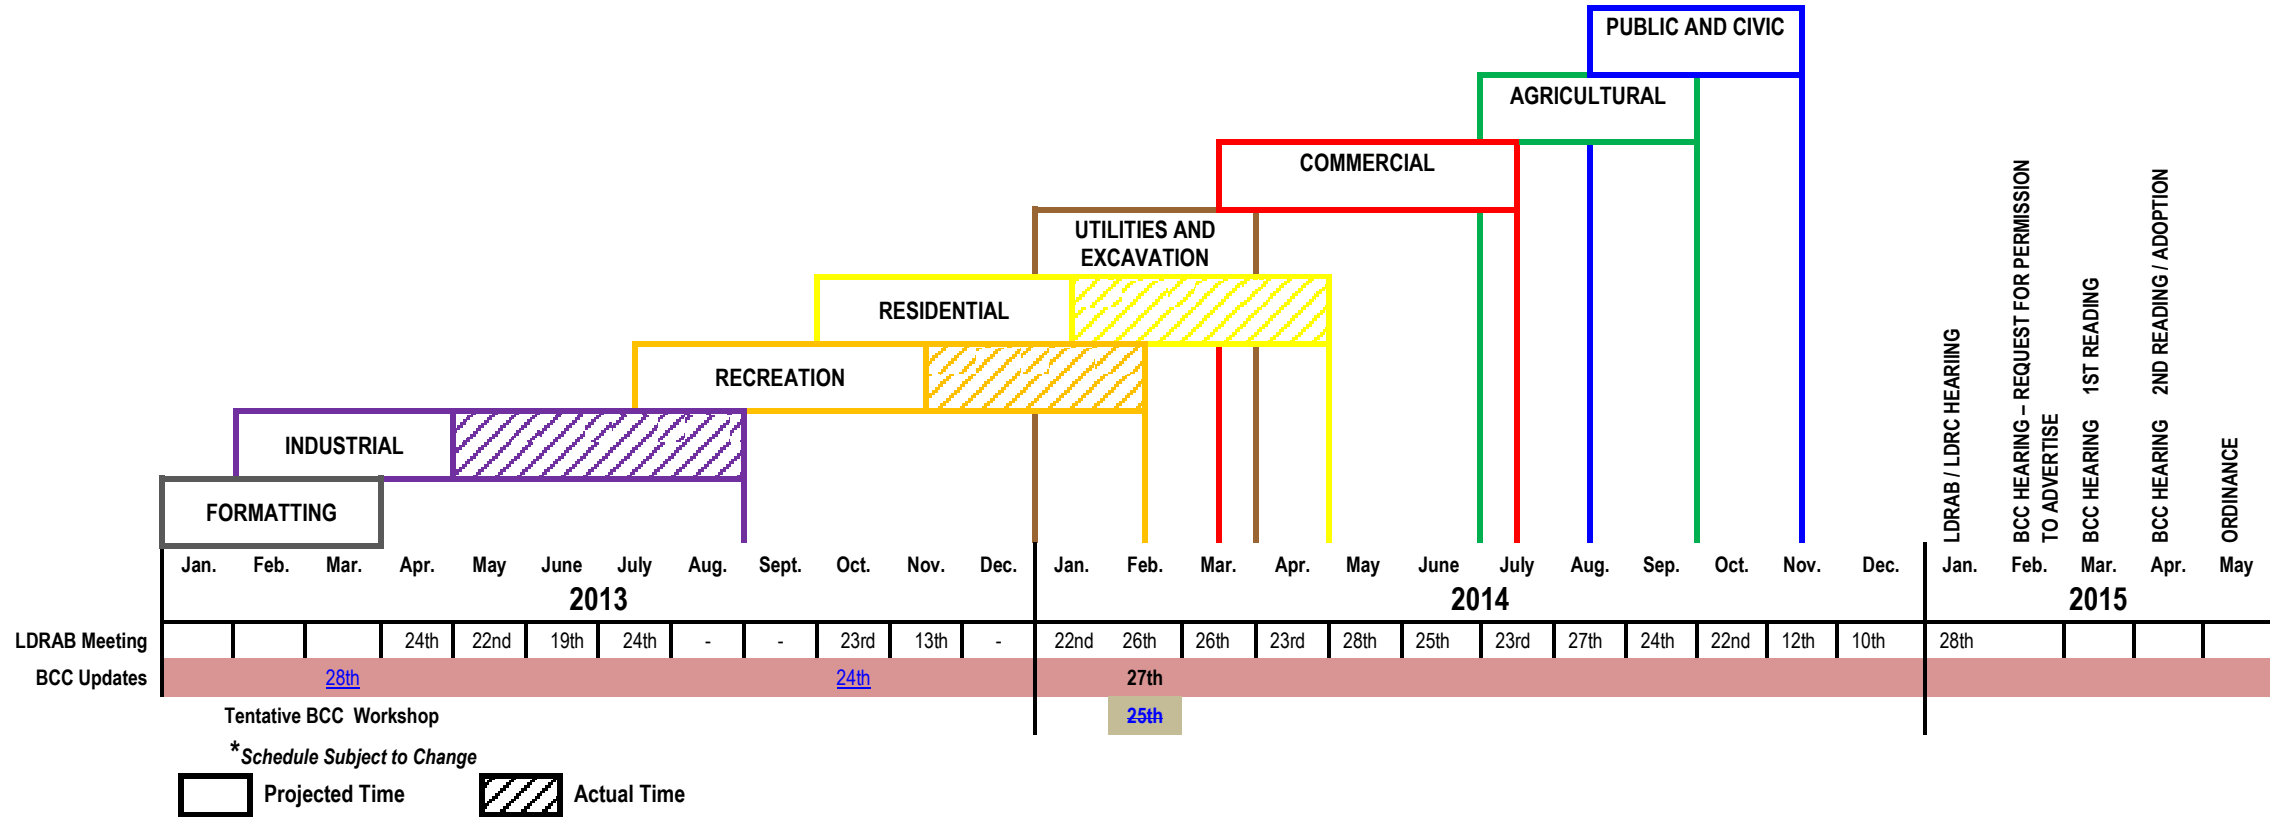 PUBLIC AND CIVIC
AGRICULTURAL
COMMERCIAL
UTILITIES AND
EXCAVATION
RESIDENTIAL
RECREATION
INDUSTRIAL
FORMATTING
LDRAB / LDRC HEARIING
BCC HEARING – REQUEST FOR PERMISSION
TO ADVERTISE
BCC HEARING 1ST READING
BCC HEARING 2ND READING / ADOPTION
ORDINANCE
Jan. Feb. Mar. Apr. May June July Aug. Sept. Oct. Nov. Dec. Jan. Feb. Mar. Apr. May June July Aug. Sep. Oct. Nov. Dec. Jan. Feb. Mar. Apr. May
2013 2014 2015
LDRAB Meeting 24th 22nd 19th 24th - - 23rd 13th - 22nd 26th 26th 23rd 28th 25th 23rd 27th 24th 22nd 12th 10th 28th
BCC Updates 28th 24th 27th
Tentative BCC Workshop 25th
*Schedule Subject to Change
Projected Time Actual Time